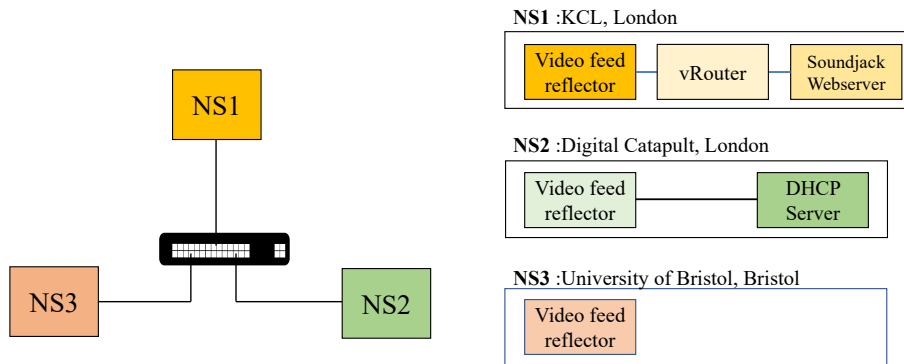 NS1
NS3
NS2
NS1 :KCL, London
Video feed
reflector
vRouter
Soundjack
Webserver
NS2 :Digital Catapult, London
Video feed
reflector
DHCP
Server
NS3 :University of Bristol, Bristol
Video feed
reflector